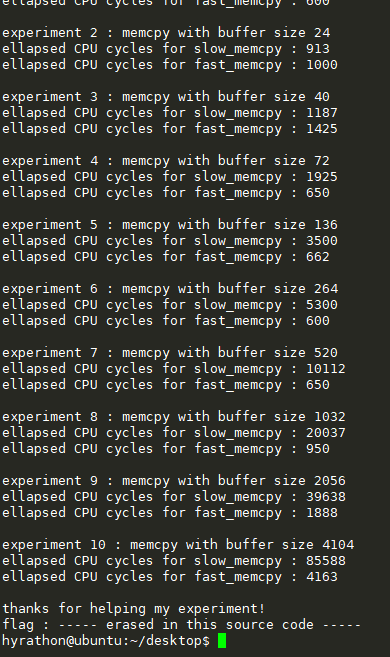 ellapsed CPU cycles for fast_memcpy : 600
experiment 2 : memcpy with buffer size 24
ellapsed CPU cycles for slow_memcpy : 913
ellapsed CPU cycles for fast_memcpy : 1000
experiment 3 : memcpy with buffer size 40
ellapsed CPU cycles for slow_memcpy : 1187
ellapsed CPU cycles for fast_memcpy : 1425
experiment 4 : memcpy with buffer size 72
ellapsed CPU cycles for slow_memcpy : 1925
ellapsed CPU cycles for fast_memcpy : 650
experiment 5 : memcpy with buffer size 136
ellapsed CPU cycles for slow_memcpy : 3500
ellapsed CPU cycles for fast_memcpy : 662
experiment 6 : memcpy with buffer size 264
ellapsed CPU cycles for slow_memcpy : 5300
ellapsed CPU cycles for fast_memcpy : 600
experiment 7 : memcpy with buffer size 520
ellapsed CPU cycles for slow_memcpy : 10112
ellapsed CPU cycles for fast_memcpy : 650
experiment 8 : memcpy with buffer size 1032
ellapsed CPU cycles for slow_memcpy : 20037
ellapsed CPU cycles for fast_memcpy : 950
experiment 9 : memcpy with buffer size 2056
ellapsed CPU cycles for slow_memcpy : 39638
ellapsed CPU cycles for fast_memcpy : 1888
experiment 10 : memcpy with buffer size 4104
ellapsed CPU cycles for slow_memcpy : 85588
ellapsed CPU cycles for fast_memcpy : 4163
thanks for helping my experiment!
flag : ----- erased in this source code -----
hyrathon@ubuntu:~/desktop$